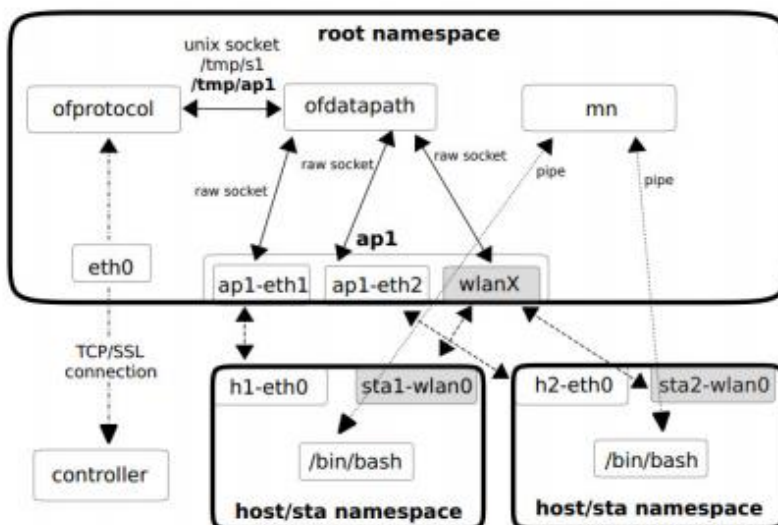 root namespace
unix socket
/tmp/s1
/tmp/ap1
ofprotocol
ofdatapath
mn
raw socket
raw socket
raw socket
pipe
pipe
ap1
eth0
ap1-eth1
ap1-eth2
wlanX
TCP/SSL
connection
h1-eth0
sta1-wlan0
h2-eth0
sta2-wlan0
controller
/bin/bash
/bin/bash
host/sta namespace
host/sta namespace